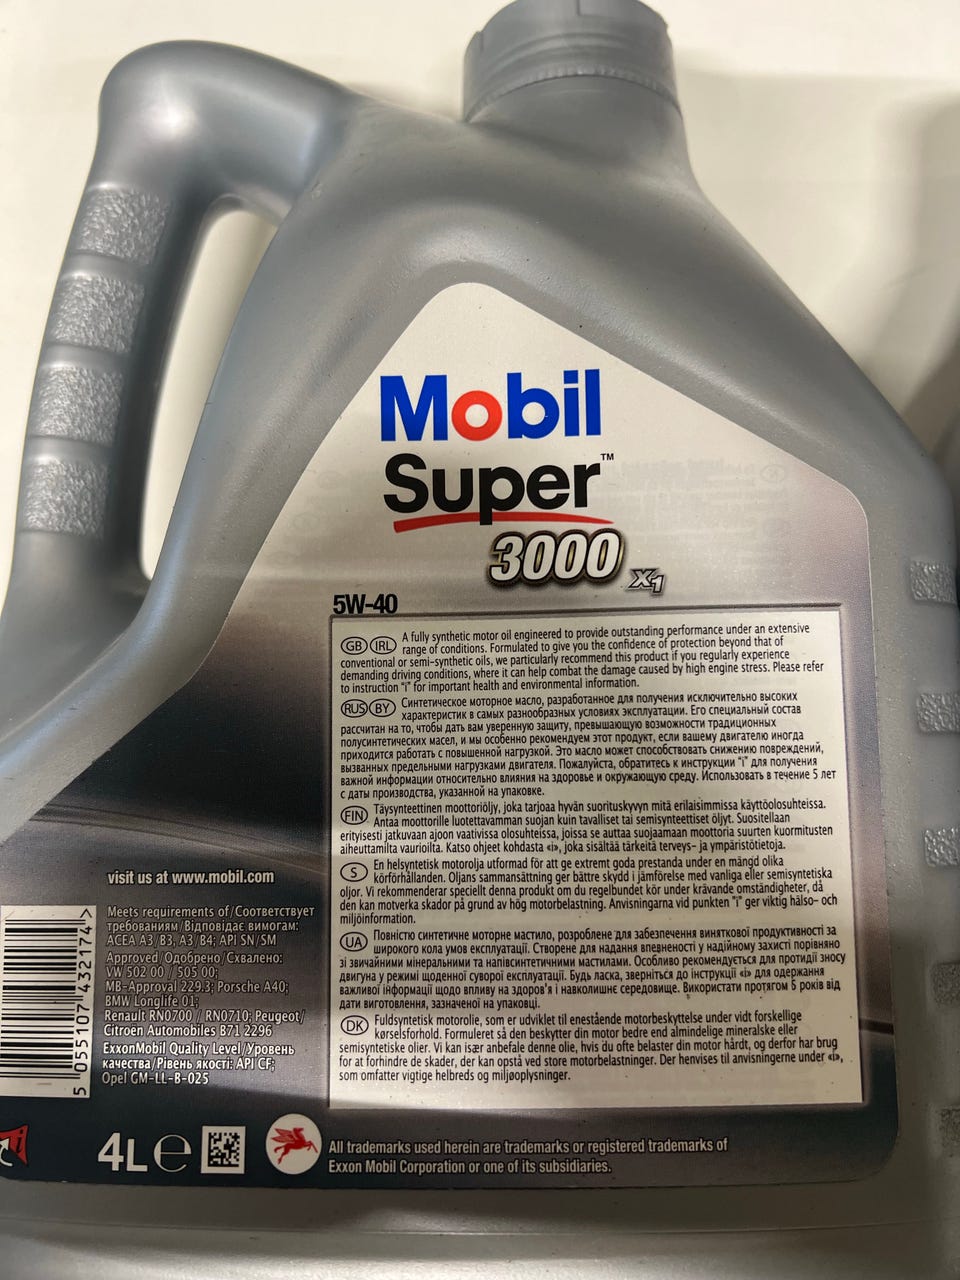 Mobil
Super™
3000 X1
5W-40
GB IRL A fully synthetic motor oil engineered to provide outstanding performance under an extensive
range of conditions. Formulated to give you the confidence of protection beyond that of
conventional or semi-synthetic oils, we particularly recommend this product if you regularly experience
demanding driving conditions, where it can help combat the damage caused by high engine stress. Please refer
to instruction "i" for important health and environmental information.
RUS BY Синтетическое моторное масло, разработанное для получения исключительно высоких
характеристик в самых разнообразных условиях эксплуатации. Его специальный состав
рассчитан на то, чтобы дать вам уверенную защиту, превышающую возможности традиционных
полусинтетических масел, и мы особенно рекомендуем этот продукт, если вашему двигателю иногда
приходится работать с повышенной нагрузкой. Это масло может способствовать снижению повреждений,
вызванных предельными нагрузками двигателя. Пожалуйста, обратитесь к инструкции "i" для получения
важной информации относительно влияния на здоровье и окружающую среду. Использовать в течение 5 лет
с даты производства, указанной на упаковке.
FIN Täysynteettinen moottoriöljy, joka tarjoaa hyvän suorituskyvyn mitä erilaisimmissa käyttöolosuhteissa.
Antaa moottorille luotettavamman suojan kuin tavalliset tai semisynteettiset öljyt. Suositellaan
erityisesti jatkuvaan ajoon vaativissa olosuhteissa, joissa se auttaa suojaamaan moottoria suurten kuormitusten
aiheuttamilta vaurioilta. Katso ohjeet kohdasta «i», joka sisältää tärkeitä terveys- ja ympäristötietoja.
S En helsyntetisk motorolja utformad för att ge extremt goda prestanda under en mängd olika
körförhållanden. Oljans sammansättning ger bättre skydd i jämförelse med vanliga eller semisyntetiska
oljor. Vi rekommenderar speciellt denna produkt om du regelbundet kör under krävande omständigheter, då
den kan motverka skador på grund av hög motorbelastning. Anvisningarna vid punkten "i" ger viktig hälso- och
miljöinformation.
UA Повністю синтетичне моторне мастило, розроблене для забезпечення виняткової продуктивності за
широкого кола умов експлуатації. Створене для надання впевненості у надійному захисті порівняно
зі звичайними мінеральними та напівсинтетичними мастилами. Особливо рекомендується для протидії зносу
двигуна у режимі щоденної суворої експлуатації. Будь ласка, зверніться до інструкції «i» для одержання
важливої інформації щодо впливу на здоров'я і навколишнє середовище. Використати протягом 5 років від
дати виготовлення, зазначеної на упаковці.
DK Fuldsyntetisk motorolie, som er udviklet til enestående motorbeskyttelse under vidt forskellige
kørselsforhold. Formuleret så den beskytter din motor bedre end almindelige mineralske eller
semisyntetiske olier. Vi kan især anbefale denne olie, hvis du ofte belaster din motor hårdt, og derfor har brug
for at forhindre de skader, der kan opstå ved store motorbelastninger. Der henvises til anvisningerne under «i»,
som omfatter vigtige helbreds og miljøoplysninger.
visit us at www.mobil.com
Meets requirements of/Соответствует
требованиям/Відповідає вимогам:
ACEA A3/B3, A3/B4; API SN/SM
Approved/Одобрено/Схвалено:
VW 502 00 / 505 00;
MB-Approval 229.3; Porsche A40;
BMW Longlife 01;
Renault RN0700 / RN0710; Peugeot/
Citroën Automobiles B71 2296
ExxonMobil Quality Level/Уровень
качества/Рівень якості: API CF;
Opel GM-LL-B-025
5 055107 432174 >
i
4L e
All trademarks used herein are trademarks or registered trademarks of
Exxon Mobil Corporation or one of its subsidiaries.